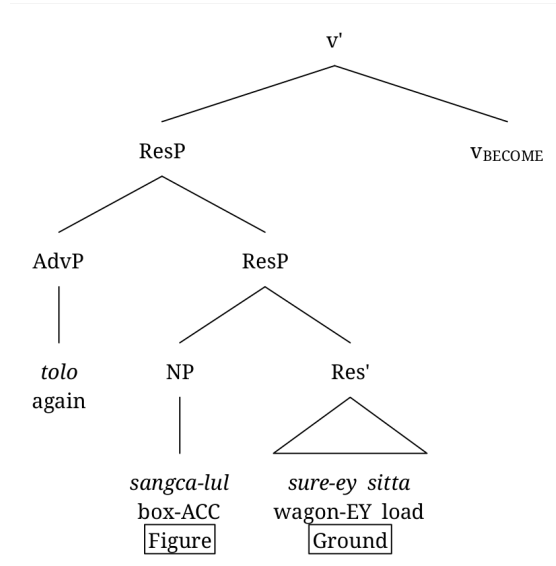 v'
ResP vBECOME
AdvP ResP
tolo NP Res'
again
sangca-lul sure-ey sitta
box-ACC wagon-EY load
Figure Ground